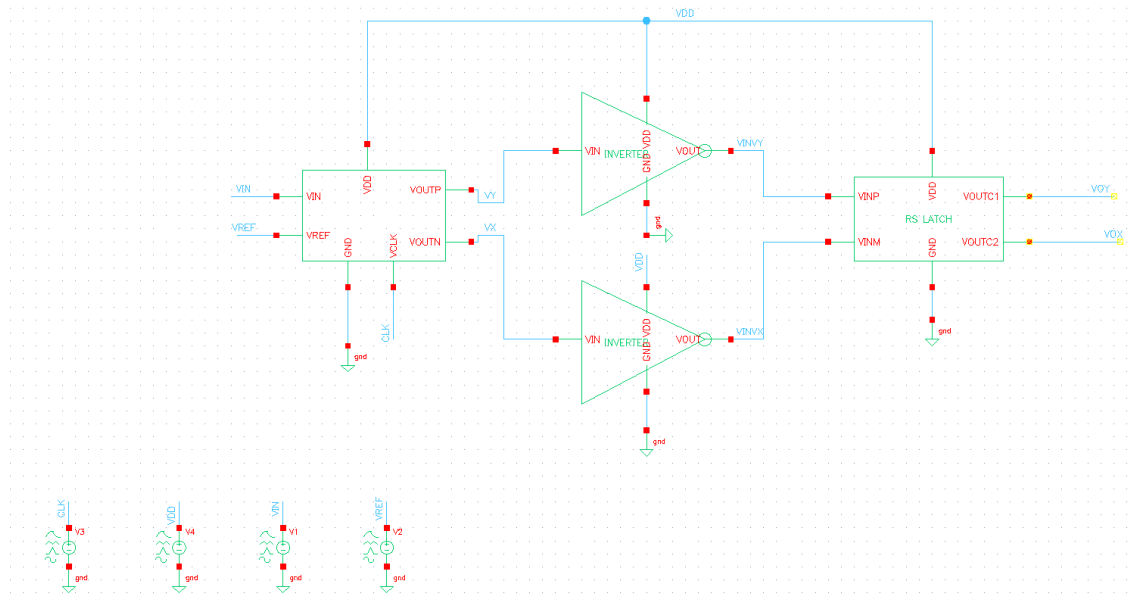 VDD
VIN
VREF
VIN
VREF
VDD
GND
VCLK
VOUTP
VOUTN
CLK
gnd
VY
VX
VIN
INVERTER
VDD
GND
VOUT
VINVY
gnd
VDD
VIN
INVERTER
VDD
GND
VOUT
VINVX
gnd
VINP
VINM
VDD
RS LATCH
GND
VOUTC1
VOUTC2
VOY
VOX
gnd
CLK
VDD
VIN
VREF
V3
V4
V1
V2
gnd
gnd
gnd
gnd